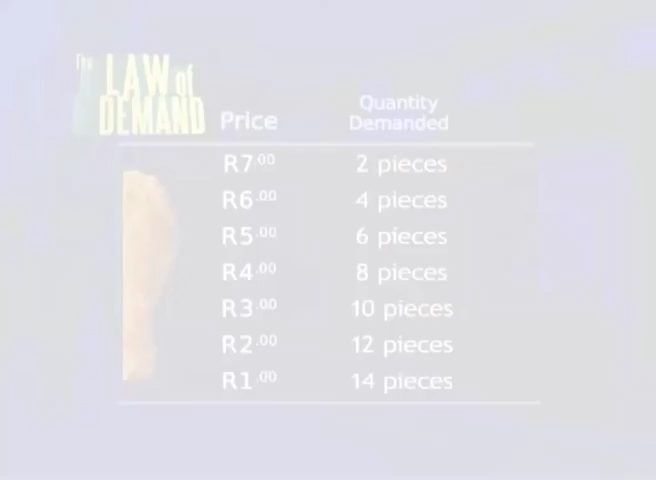 The
LAW of
DEMAND
Price
Quantity
Demanded
R7.00 2 pieces
R6.00 4 pieces
R5.00 6 pieces
R4.00 8 pieces
R3.00 10 pieces
R2.00 12 pieces
R1.00 14 pieces